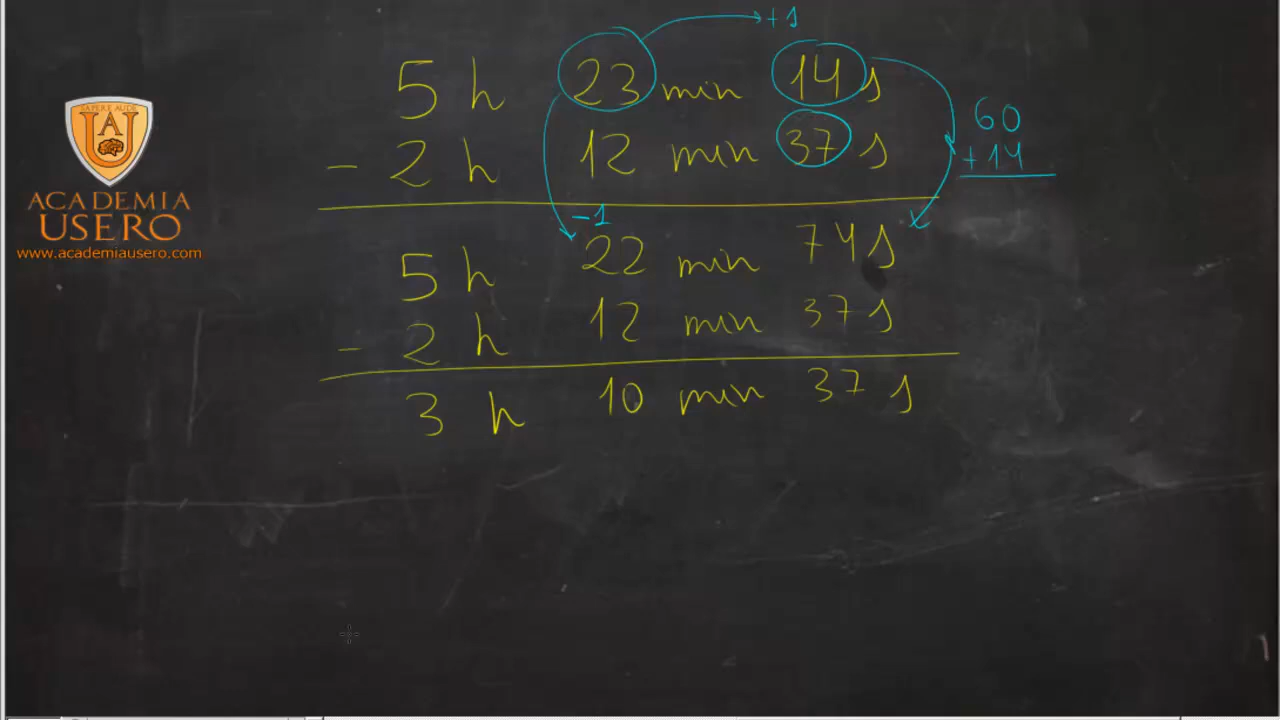 +1
5 h 23 min 14 s
- 2 h 12 min 37 s
60
+14
-1
5 h 22 min 74 s
- 2 h 12 min 37 s
3 h 10 min 37 s
SAPERE AUDE
UA
ACADEMIA
USERO
www.academiausero.com